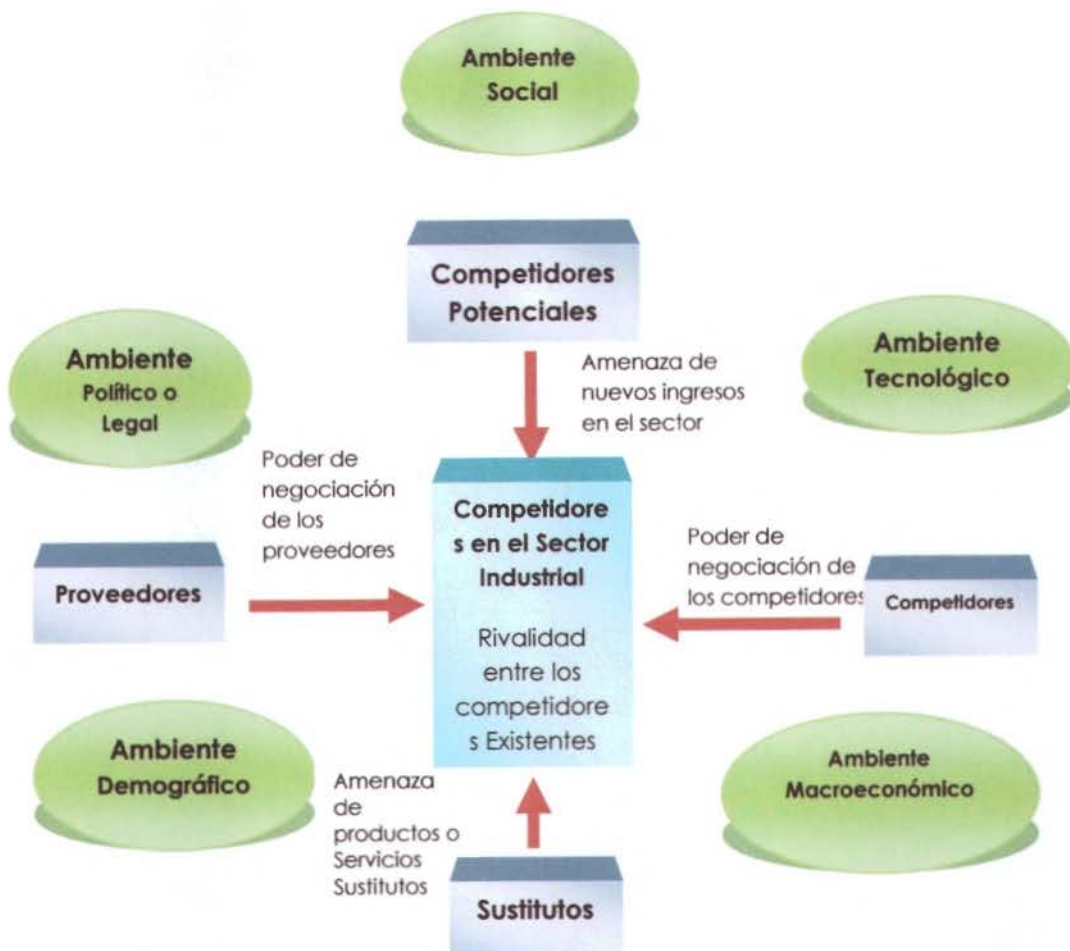 Ambiente
Social
Competidores
Potenciales
Ambiente
Político o
Legal
Amenaza de
nuevos ingresos
en el sector
Ambiente
Tecnológico
Poder de
negociación
de los
proveedores
Proveedores
Competidore
s en el Sector
Industrial
Rivalidad
entre los
competidore
s Existentes
Poder de
negociación de
los competidores
Competidores
Ambiente
Demográfico
Amenaza
de
productos o
Servicios
Sustitutos
Sustitutos
Ambiente
Macroeconómico